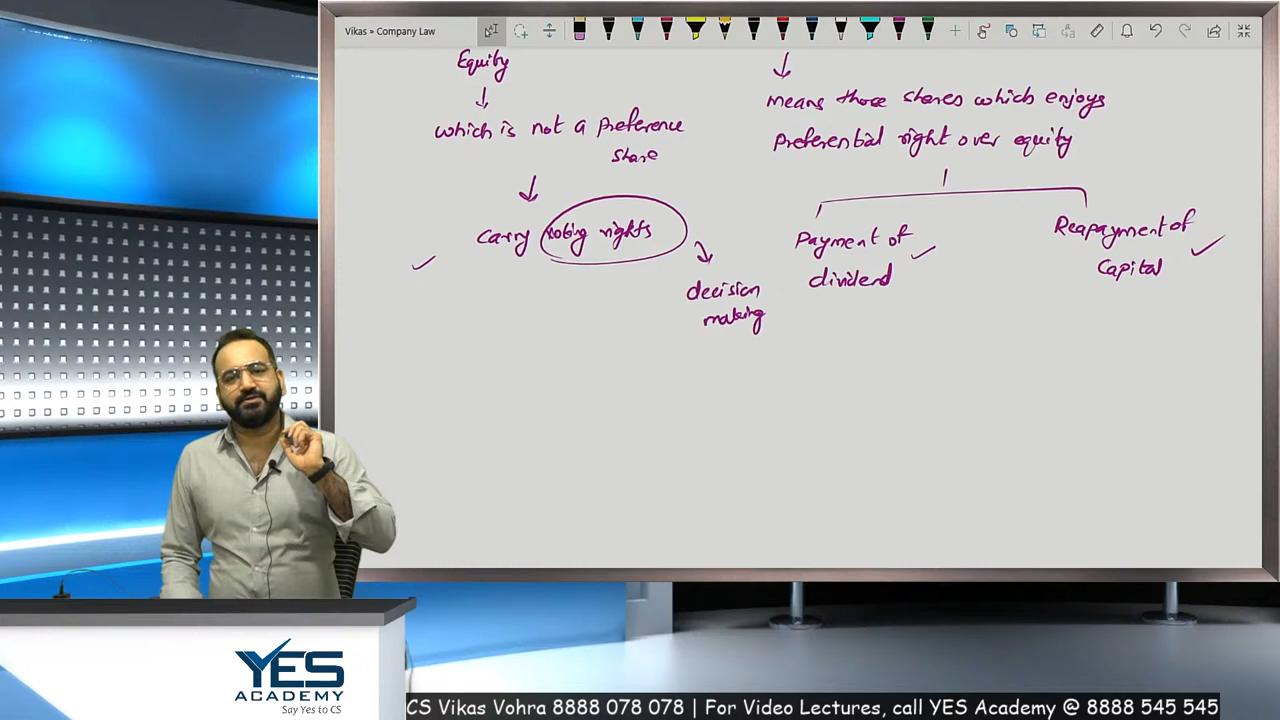 Vikas » Company Law
Equity
which is not a preference
share
carry voting rights
decision
making
means those shares which enjoys
preferential right over equity
Payment of
dividend
Reapayment of
Capital
YES
ACADEMY
Say Yes to CS
CS Vikas Vohra 8888 078 078 | For Video Lectures, call YES Academy @ 8888 545 545